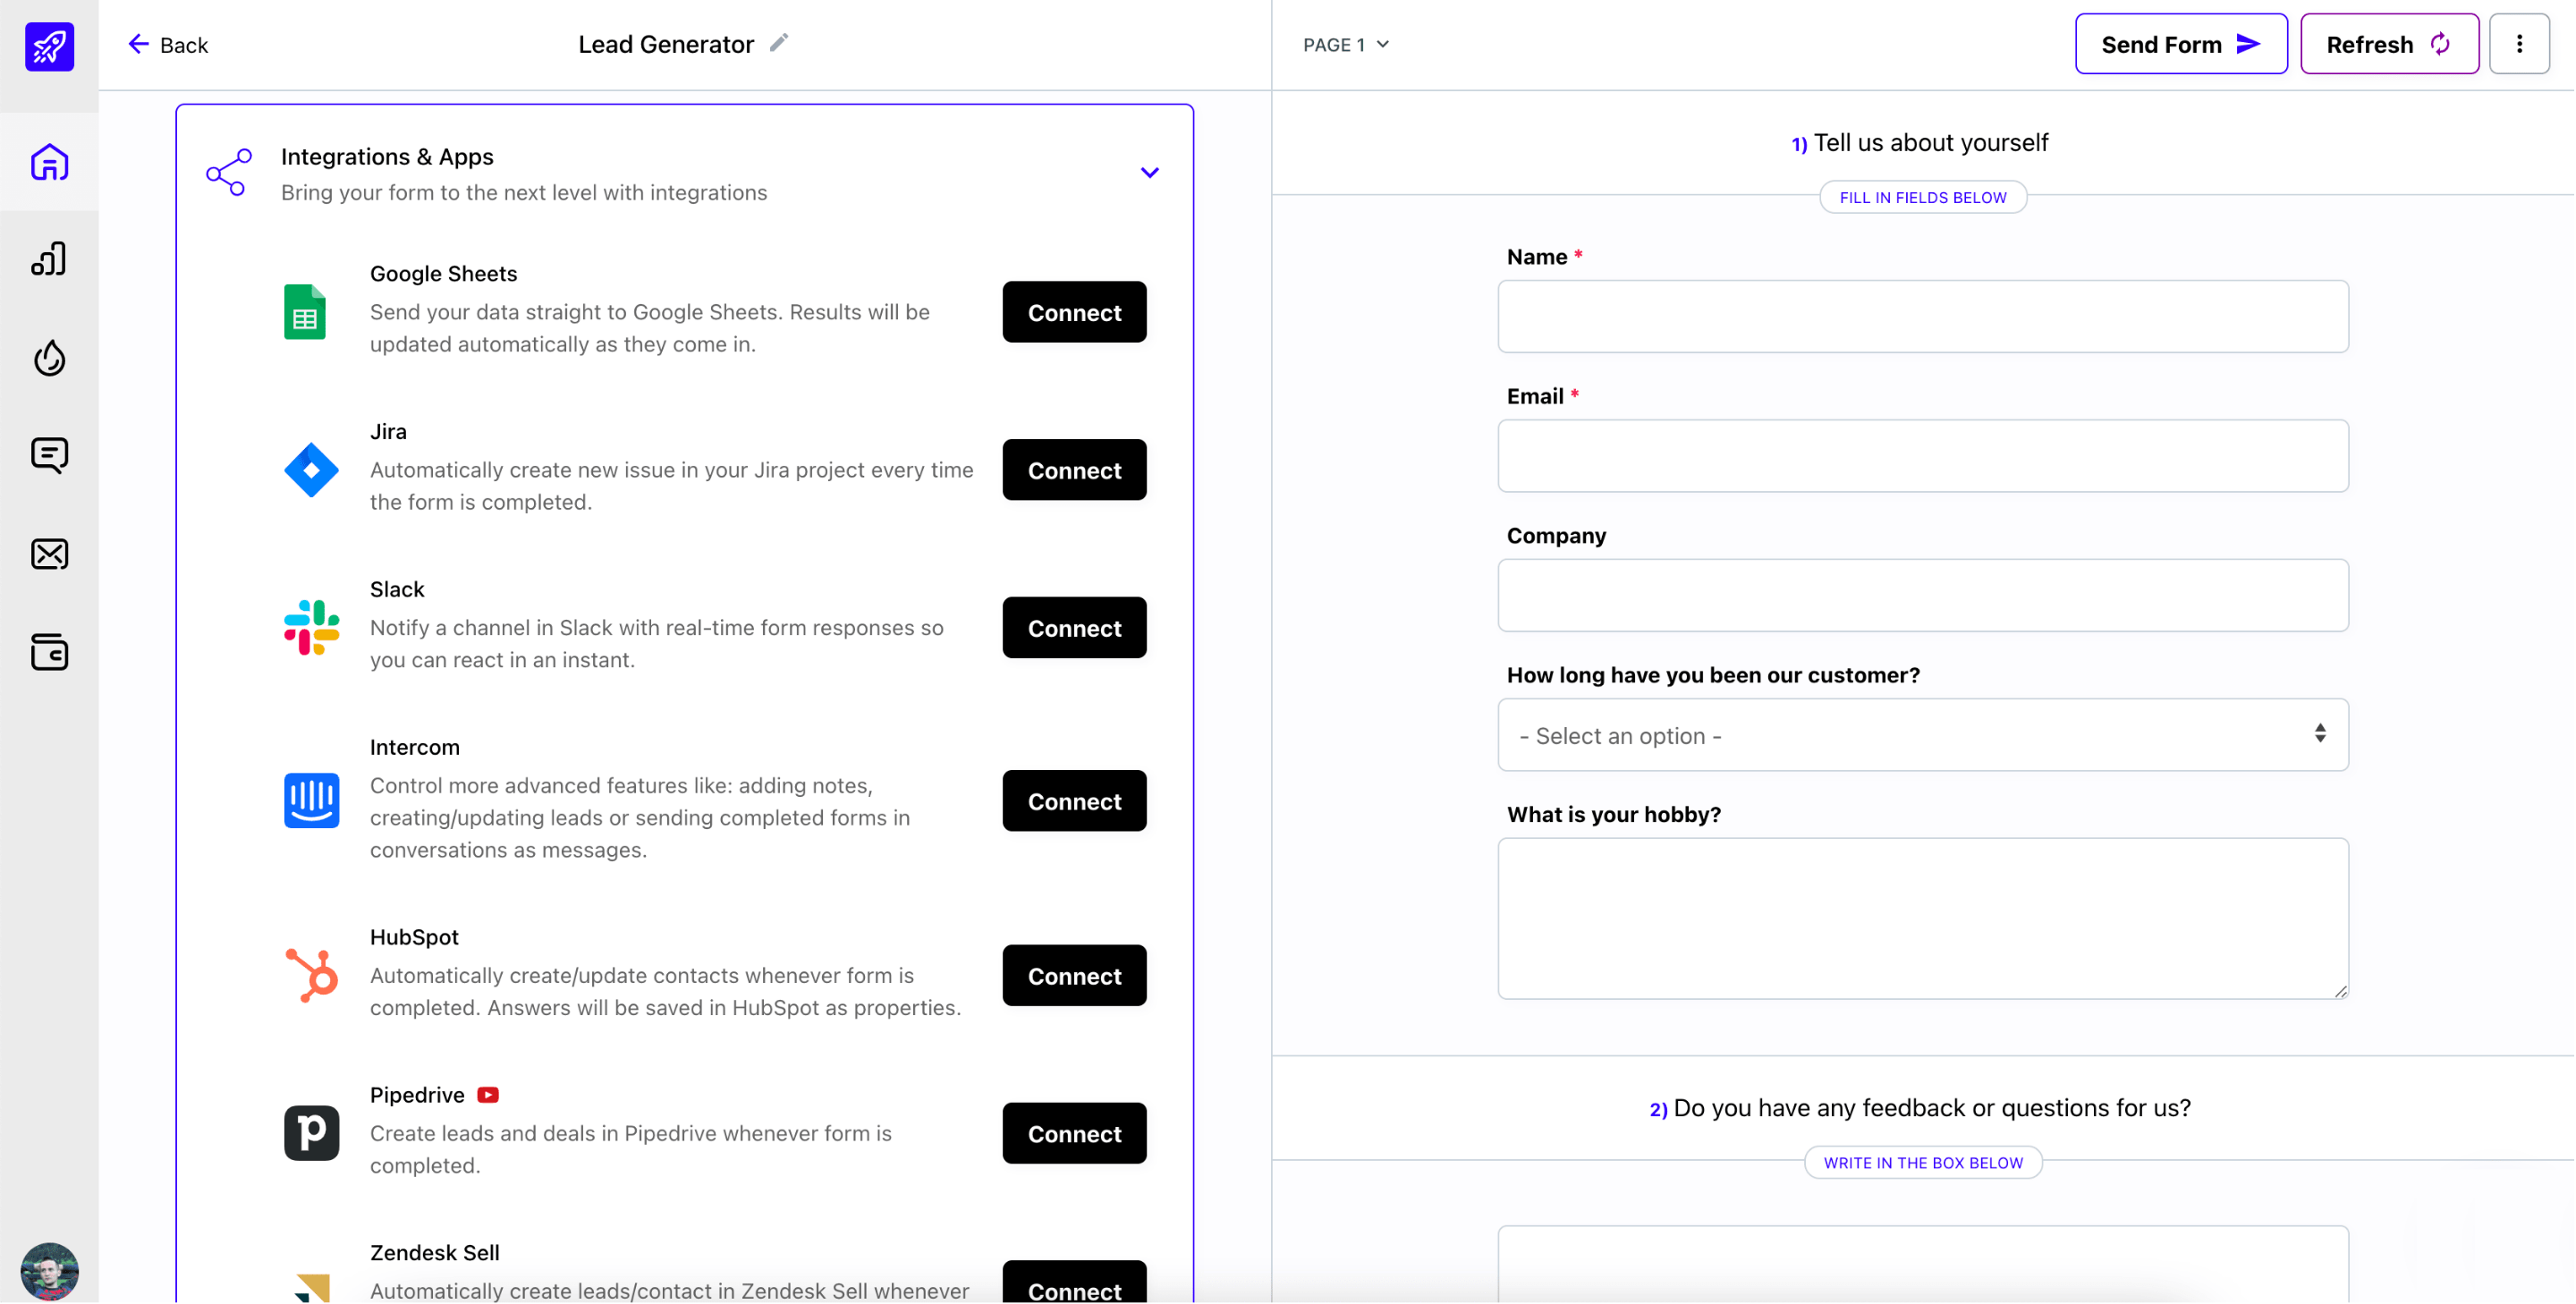 Back
Lead Generator
PAGE 1
Send Form
Refresh
Integrations & Apps
Bring your form to the next level with integrations
Google Sheets
Send your data straight to Google Sheets. Results will be
updated automatically as they come in.
Connect
Jira
Automatically create new issue in your Jira project every time
the form is completed.
Connect
Slack
Notify a channel in Slack with real-time form responses so
you can react in an instant.
Connect
Intercom
Control more advanced features like: adding notes,
creating/updating leads or sending completed forms in
conversations as messages.
Connect
HubSpot
Automatically create/update contacts whenever form is
completed. Answers will be saved in HubSpot as properties.
Connect
p
Pipedrive
Create leads and deals in Pipedrive whenever form is
completed.
Connect
Zendesk Sell
Automatically create leads/contact in Zendesk Sell whenever
Connect
1) Tell us about yourself
FILL IN FIELDS BELOW
Name *
Email *
Company
How long have you been our customer?
- Select an option -
What is your hobby?
2) Do you have any feedback or questions for us?
WRITE IN THE BOX BELOW